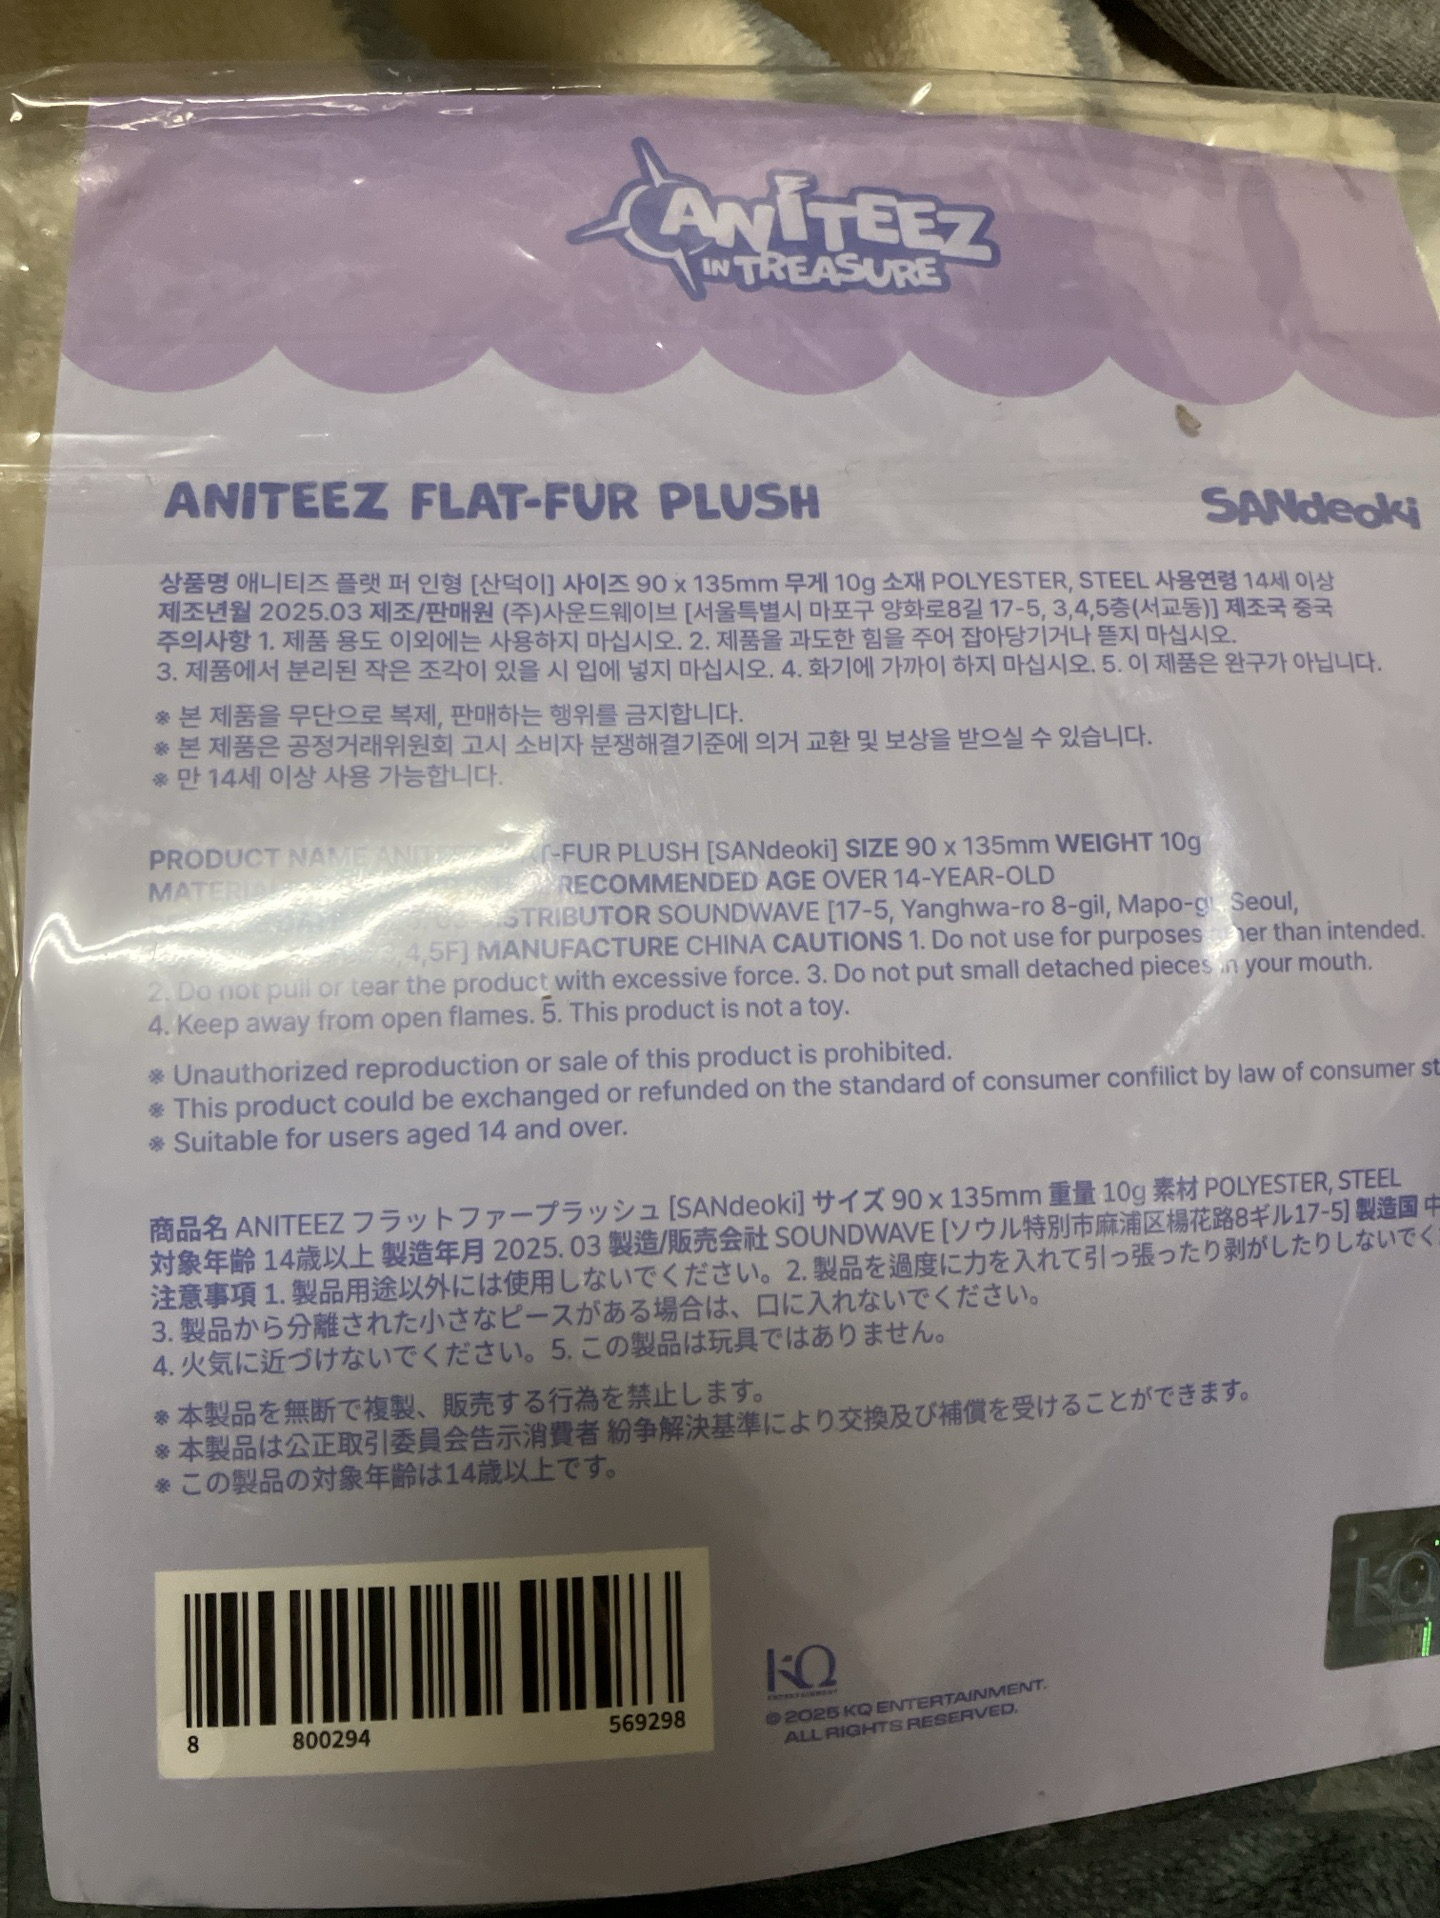 ANITEEZ
IN TREASURE
ANITEEZ FLAT-FUR PLUSH
SANdeoki
상품명 애니티즈 플랫 퍼 인형 [산덕이] 사이즈 90 x 135mm 무게 10g 소재 POLYESTER, STEEL 사용연령 14세 이상
제조년월 2025.03 제조/판매원 (주)사운드웨이브 [서울특별시 마포구 양화로8길 17-5, 3,4,5층(서교동)] 제조국 중국
주의사항 1. 제품 용도 이외에는 사용하지 마십시오. 2. 제품을 과도한 힘을 주어 잡아당기거나 뜯지 마십시오.
3. 제품에서 분리된 작은 조각이 있을 시 입에 넣지 마십시오. 4. 화기에 가까이 하지 마십시오. 5. 이 제품은 완구가 아닙니다.
※ 본 제품을 무단으로 복제, 판매하는 행위를 금지합니다.
※ 본 제품은 공정거래위원회 고시 소비자 분쟁해결기준에 의거 교환 및 보상을 받으실 수 있습니다.
※ 만 14세 이상 사용 가능합니다.
PRODUCT NAME PLUSH [SANdeoki] SIZE 90 x 135mm WEIGHT 10g
RECOMMENDED AGE OVER 14-YEAR-OLD
SOUNDWAVE [17-5, Yanghwa-ro 8-gil, Seoul,
3,4,5F] MANUFACTURE CHINA CAUTIONS 1. Do not use for purposes than intended.
2. Do not pull or tear the product with excessive force. 3. Do not put small detached pieces in your mouth.
4. Keep away from open flames. 5. This product is not a toy.
※ Unauthorized reproduction or sale of this product is prohibited.
※ This product could be exchanged or refunded on the standard of consumer confilict by law of consumer st
※ Suitable for users aged 14 and over.
商品名 ANITEEZ フラットファープラッシュ [SANdeoki] サイズ 90 x 135mm 重量 10g 素材 POLYESTER, STEEL
対象年齢 14歳以上 製造年月 2025. 03 製造/販売会社 SOUNDWAVE [ソウル特別市麻浦区楊花路8ギル17-5] 製造国 中
注意事項 1. 製品用途以外には使用しないでください。2. 製品を過度に力を入れて引っ張ったり剥がしたりしないでく
3. 製品から分離された小さなピースがある場合は、口に入れないでください。
4. 火気に近づけないでください。5. この製品は玩具ではありません。
※ 本製品を無断で複製、販売する行為を禁止します。
※ 本製品は公正取引委員会告示消費者 紛争解決基準により交換及び補償を受けることができます。
※ この製品の対象年齢は14歳以上です。
8 800294 569298
KQ
ENTERTAINMENT
© 2025 KQ ENTERTAINMENT.
ALL RIGHTS RESERVED.
KQ